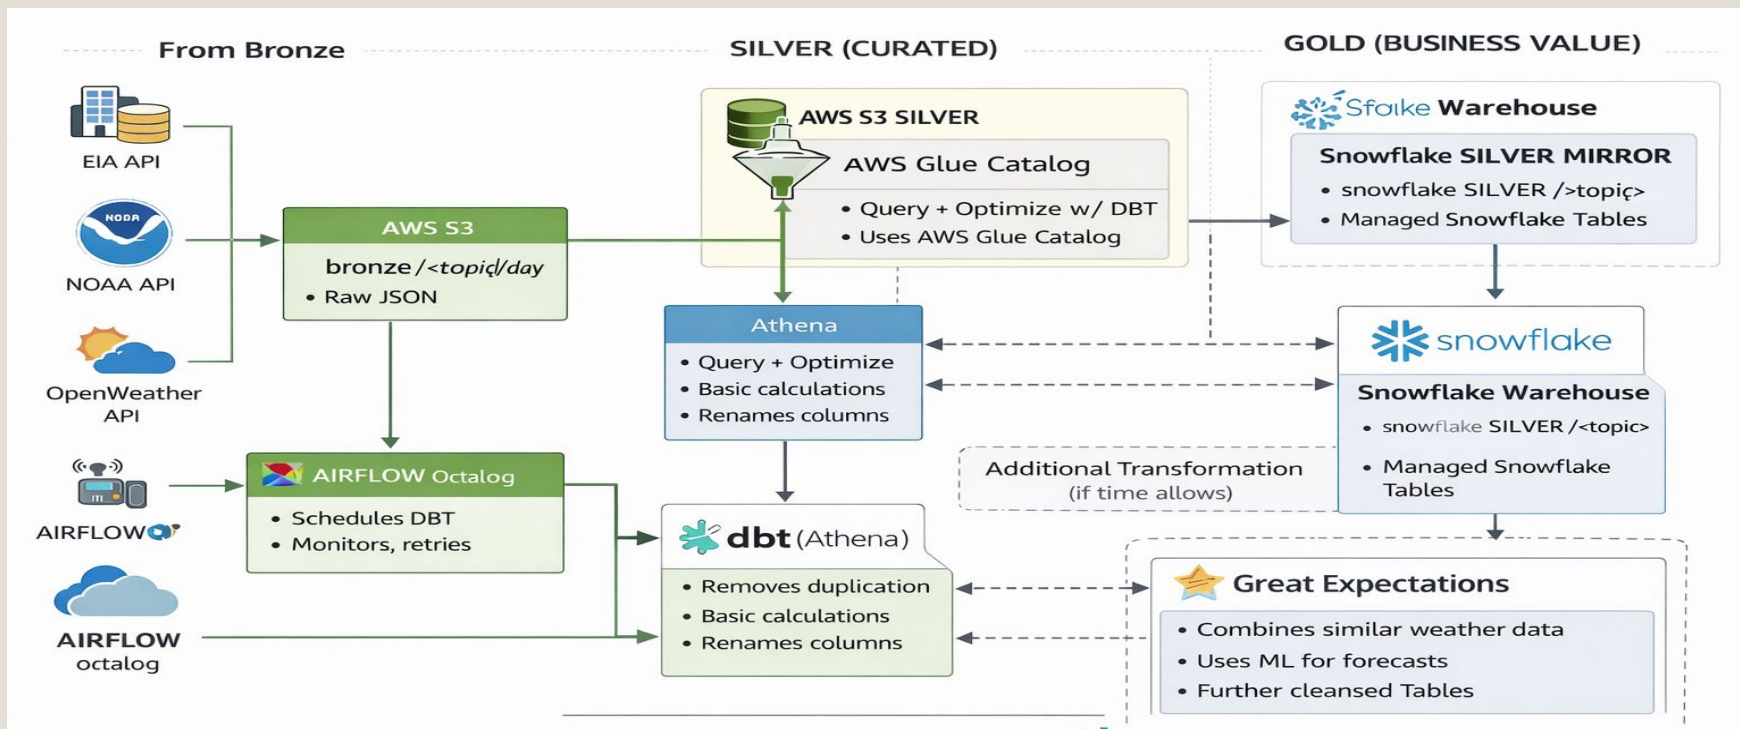 From Bronze
SILVER (CURATED)
GOLD (BUSINESS VALUE)
EIA API
NODA
NOAA API
OpenWeather
API
AIRFLOW
AIRFLOW
octalog
AWS S3
bronze/<topic/day
• Raw JSON
AIRFLOW Octalog
• Schedules DBT
• Monitors, retries
AWS S3 SILVER
AWS Glue Catalog
• Query + Optimize w/ DBT
• Uses AWS Glue Catalog
Athena
• Query + Optimize
• Basic calculations
• Renames columns
dbt (Athena)
• Removes duplication
• Basic calculations
• Renames columns
Sfaike Warehouse
Snowflake SILVER MIRROR
• snowflake SILVER />topic>
• Managed Snowflake Tables
snowflake
Snowflake Warehouse
• snowflake SILVER /<topic>
• Managed Snowflake
Tables
Additional Transformation
(if time allows)
Great Expectations
• Combines similar weather data
• Uses ML for forecasts
• Further cleansed Tables